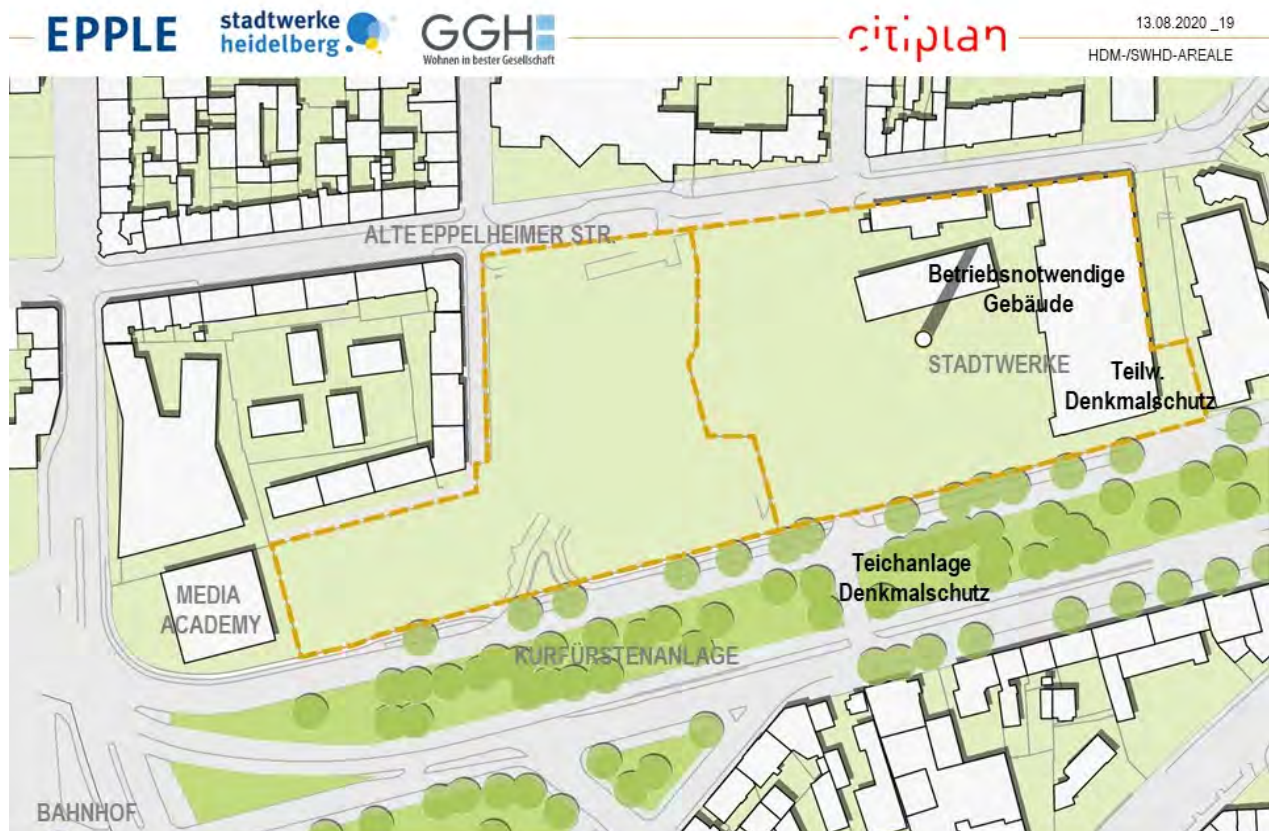 EPPLE
stadtwerke
heidelberg
GGH
Wohnen in bester Gesellschaft
citiplan
13.08.2020 _19
HDM-/SWHD-AREALE
ALTE EPPELHEIMER STR.
Betriebsnotwendige
Gebäude
STADTWERKE
Teilw.
Denkmalschutz
Teichanlage
Denkmalschutz
MEDIA
ACADEMY
KURFÜRSTENANLAGE
BAHNHOF